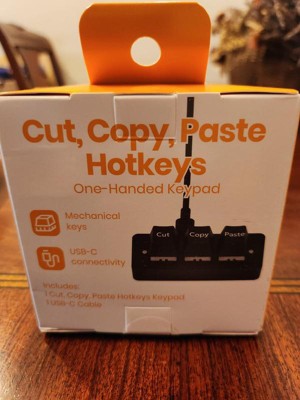 Cut, Copy, Paste
Hotkeys
One-Handed Keypad
Mechanical
keys
Cut Copy Paste
USB-C
connectivity
Includes:
1 Cut, Copy, Paste Hotkeys Keypad
1 USB-C Cable